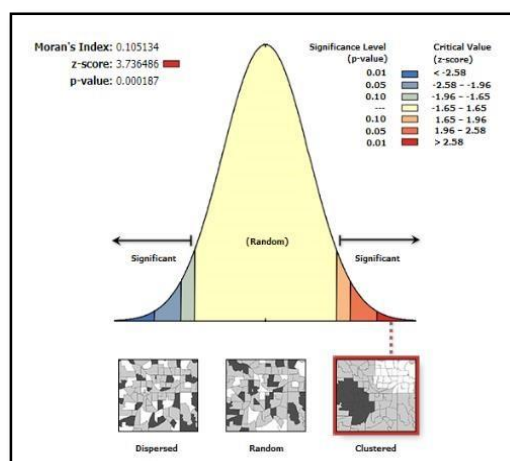 Moran's Index: 0.105134
z-score: 3.736486
p-value: 0.000187
Significance Level
(p-value)
Critical Value
(z-score)
0.01 < -2.58
0.05 -2.58 – -1.96
0.10 -1.96 – -1.65
--- -1.65 – 1.65
0.10 1.65 – 1.96
0.05 1.96 – 2.58
0.01 > 2.58
Significant
(Random)
Significant
Dispersed
Random
Clustered